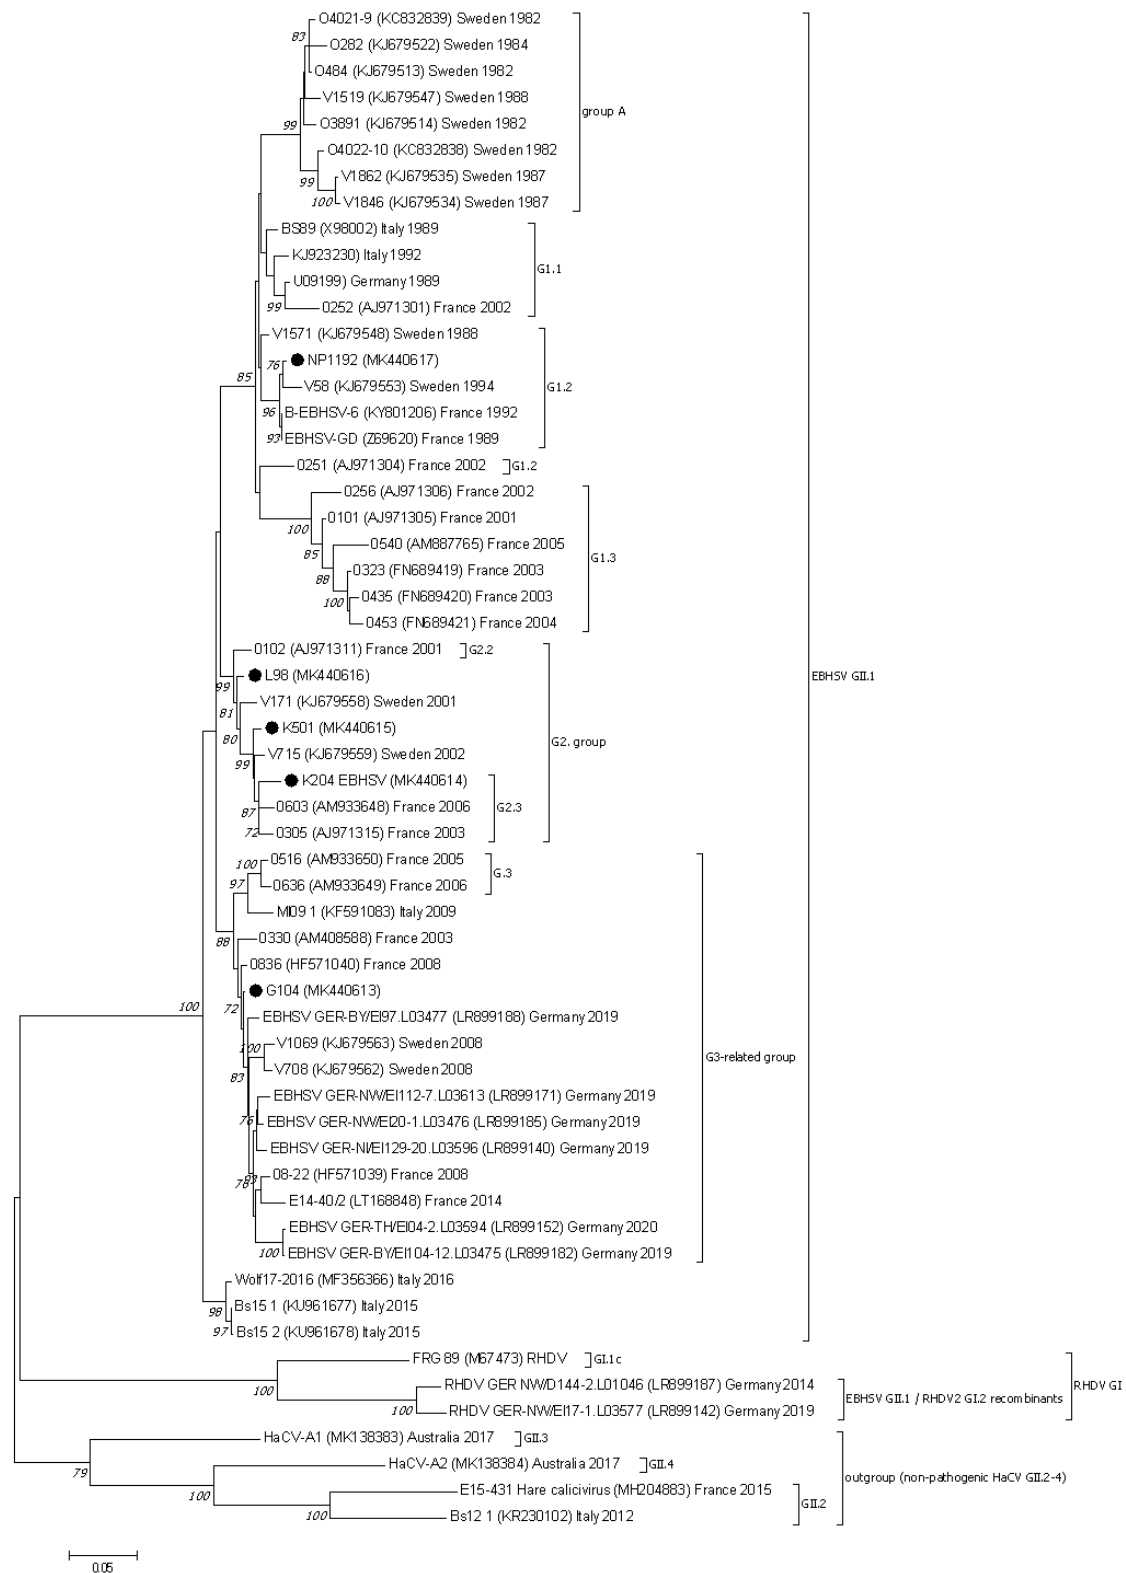 O4021-9 (KC832839) Sweden 1982
83
O282 (KJ679522) Sweden 1984
O484 (KJ679513) Sweden 1982
V1519 (KJ679547) Sweden 1988
group A
99
O3891 (KJ679514) Sweden 1982
O4022-10 (KC832838) Sweden 1982
99
V1862 (KJ679535) Sweden 1987
100
V1846 (KJ679534) Sweden 1987
BS89 (X98002) Italy 1989
KJ923230) Italy 1992
G1.1
U09199) Germany 1989
99
0252 (AJ971301) France 2002
V1571 (KJ679548) Sweden 1988
76
NP1192 (MK440617)
85
V58 (KJ679553) Sweden 1994
G1.2
96
B-EBHSV-6 (KY801206) France 1992
93
EBHSV-GD (Z69620) France 1989
0251 (AJ971304) France 2002
G1.2
0256 (AJ971306) France 2002
100
0101 (AJ971305) France 2001
85
0540 (AM887765) France 2005
G1.3
88
0323 (FN689419) France 2003
100
0435 (FN689420) France 2003
0453 (FN689421) France 2004
0102 (AJ971311) France 2001
G2.2
99
L98 (MK440616)
EBHSV GII.1
81
V171 (KJ679558) Sweden 2001
80
K501 (MK440615)
G2. group
99
V715 (KJ679559) Sweden 2002
K204 EBHSV (MK440614)
87
0603 (AM933648) France 2006
G2.3
72
0305 (AJ971315) France 2003
100
0516 (AM933650) France 2005
G.3
97
0636 (AM933649) France 2006
MI09 1 (KF591083) Italy 2009
88
0330 (AM408588) France 2003
0836 (HF571040) France 2008
G104 (MK440613)
100
72
EBHSV GER-BY/EI97.L03477 (LR899188) Germany 2019
100
V1069 (KJ679563) Sweden 2008
G3-related group
83
V708 (KJ679562) Sweden 2008
EBHSV GER-NW/EI112-7.L03613 (LR899171) Germany 2019
76
EBHSV GER-NW/EI20-1.L03476 (LR899185) Germany 2019
EBHSV GER-NI/EI129-20.L03596 (LR899140) Germany 2019
08-22 (HF571039) France 2008
78
93
E14-40/2 (LT168848) France 2014
EBHSV GER-TH/EI04-2.L03594 (LR899152) Germany 2020
100
EBHSV GER-BY/EI104-12.L03475 (LR899182) Germany 2019
Wolf17-2016 (MF356366) Italy 2016
98
Bs15 1 (KU961677) Italy 2015
97
Bs15 2 (KU961678) Italy 2015
FRG 89 (M67473) RHDV
GI.1c
100
RHDV GER NW/D144-2.L01046 (LR899187) Germany 2014
RHDV GI
EBHSV GII.1 / RHDV2 GI.2 recombinants
100
RHDV GER-NW/EI17-1.L03577 (LR899142) Germany 2019
HaCV-A1 (MK138383) Australia 2017
GII.3
79
HaCV-A2 (MK138384) Australia 2017
GII.4
outgroup (non-pathogenic HaCV GII.2-4)
100
E15-431 Hare calicivirus (MH204883) France 2015
GII.2
100
Bs12 1 (KR230102) Italy 2012
0.05